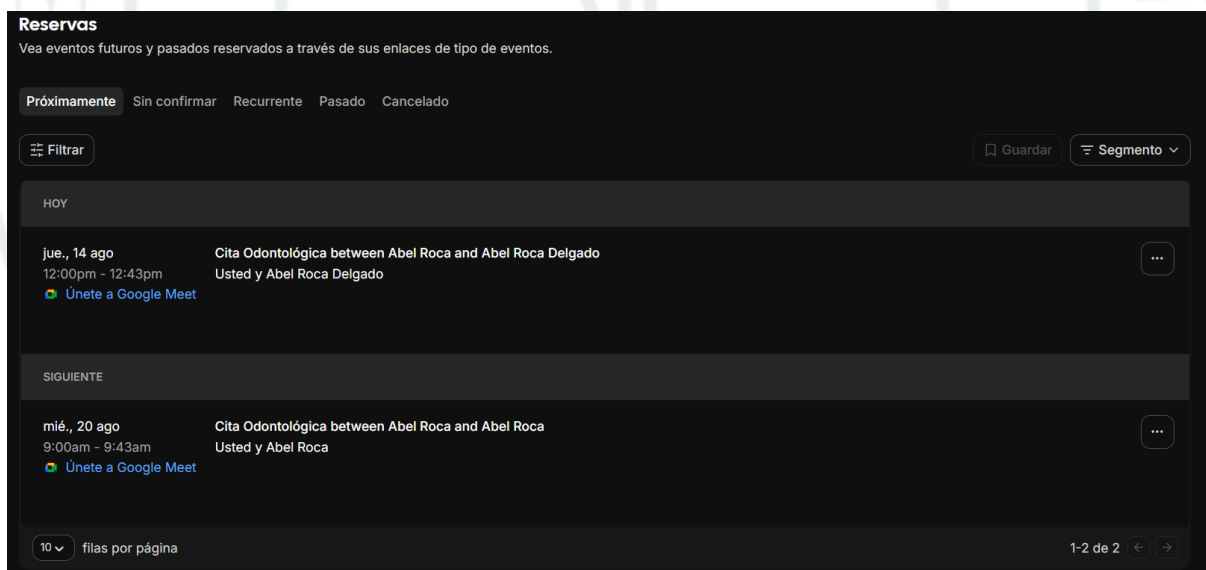 Reservas
Vea eventos futuros y pasados reservados a través de sus enlaces de tipo de eventos.
Próximamente Sin confirmar Recurrente Pasado Cancelado
Filtrar Guardar Segmento
HOY
jue., 14 ago Cita Odontológica between Abel Roca and Abel Roca Delgado
12:00pm - 12:43pm Usted y Abel Roca Delgado
Únete a Google Meet
SIGUIENTE
mié., 20 ago Cita Odontológica between Abel Roca and Abel Roca
9:00am - 9:43am Usted y Abel Roca
Únete a Google Meet
10 filas por página 1-2 de 2